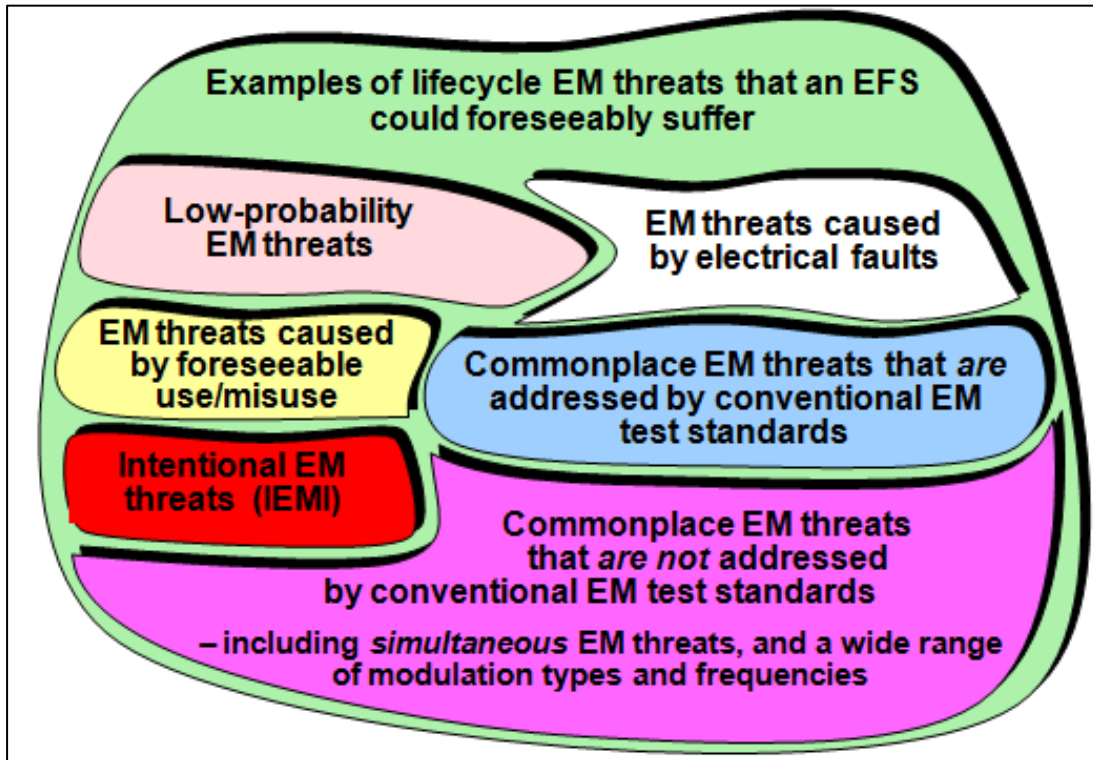 Examples of lifecycle EM threats that an EFS
could foreseeably suffer
Low-probability
EM threats
EM threats caused
by electrical faults
EM threats caused
by foreseeable
use/misuse
Commonplace EM threats that are
addressed by conventional EM
test standards
Intentional EM
threats (IEMI)
Commonplace EM threats
that are not addressed
by conventional EM test standards
– including simultaneous EM threats, and a wide range
of modulation types and frequencies